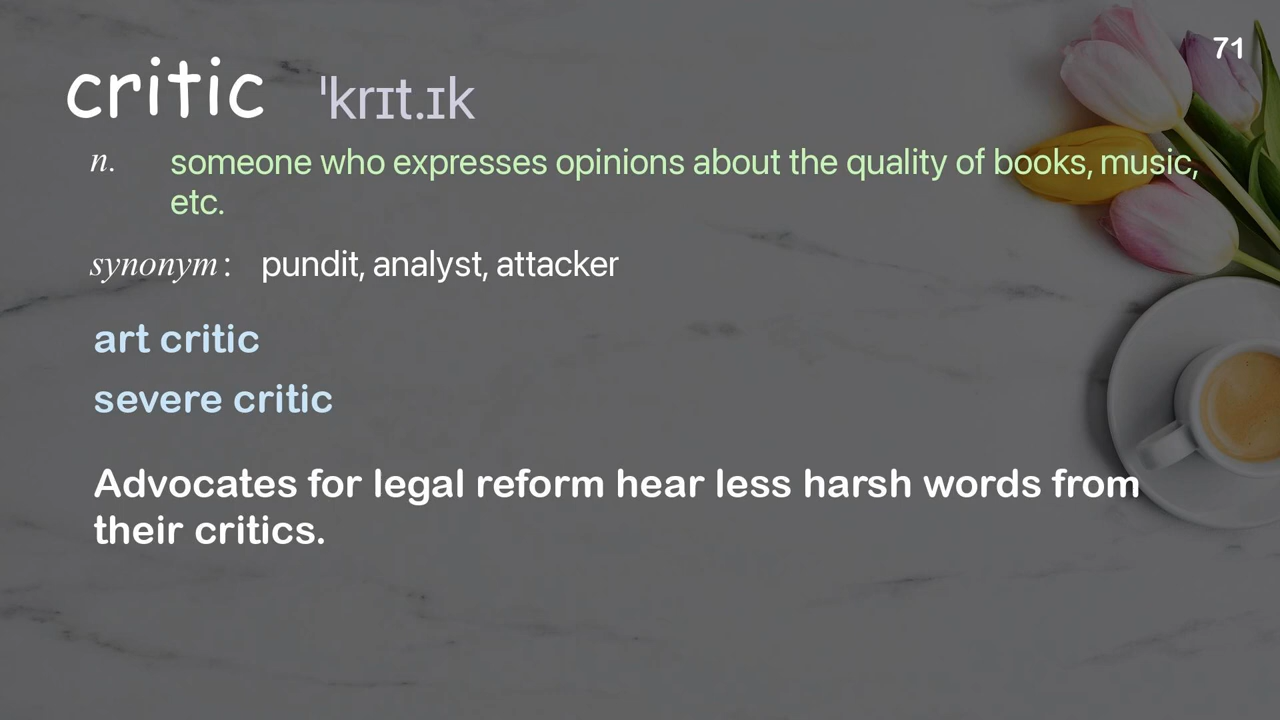 71
critic ˈkrɪt.ɪk
n. someone who expresses opinions about the quality of books, music,
etc.
synonym: pundit, analyst, attacker
art critic
severe critic
Advocates for legal reform hear less harsh words from
their critics.